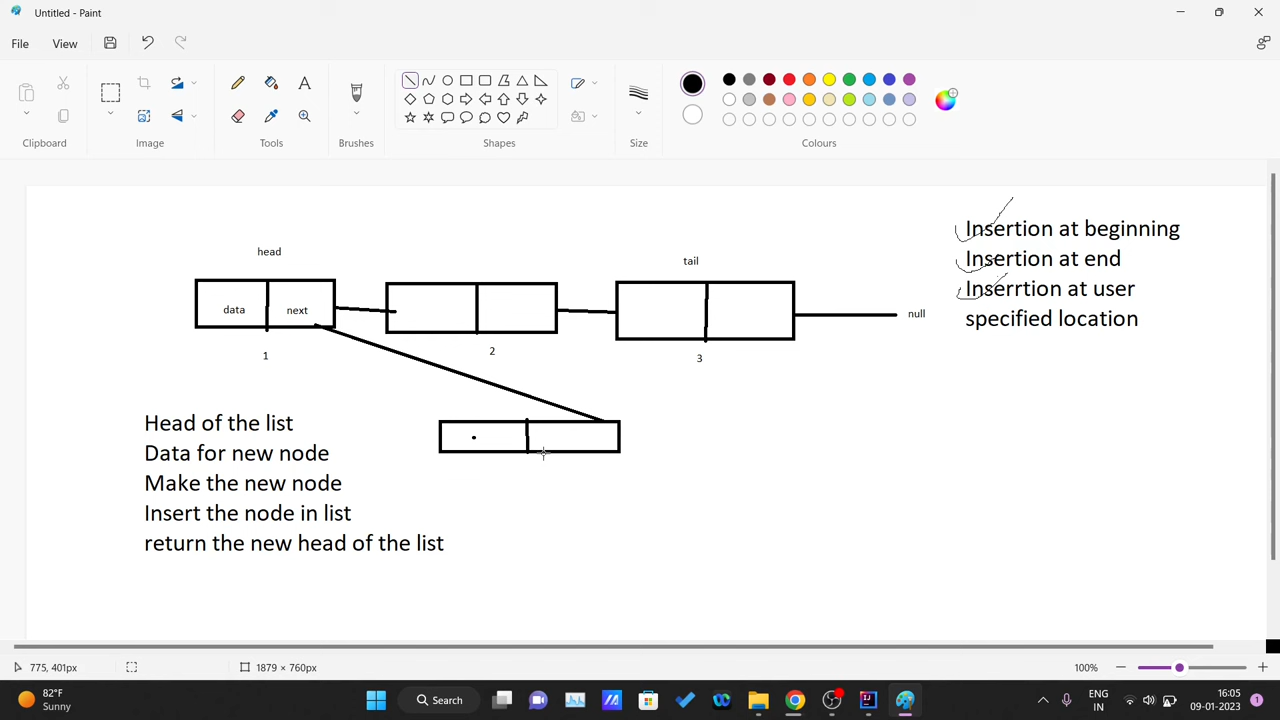 Untitled - Paint
File
View
Clipboard
Image
Tools
Brushes
Shapes
Size
Colours
head
tail
data
next
null
1
2
3
Insertion at beginning
Insertion at end
Inserrtion at user
specified location
Head of the list
Data for new node
Make the new node
Insert the node in list
return the new head of the list
775, 401px
1879 × 760px
100%
82°F
Sunny
Search
ENG
IN
16:05
09-01-2023
1